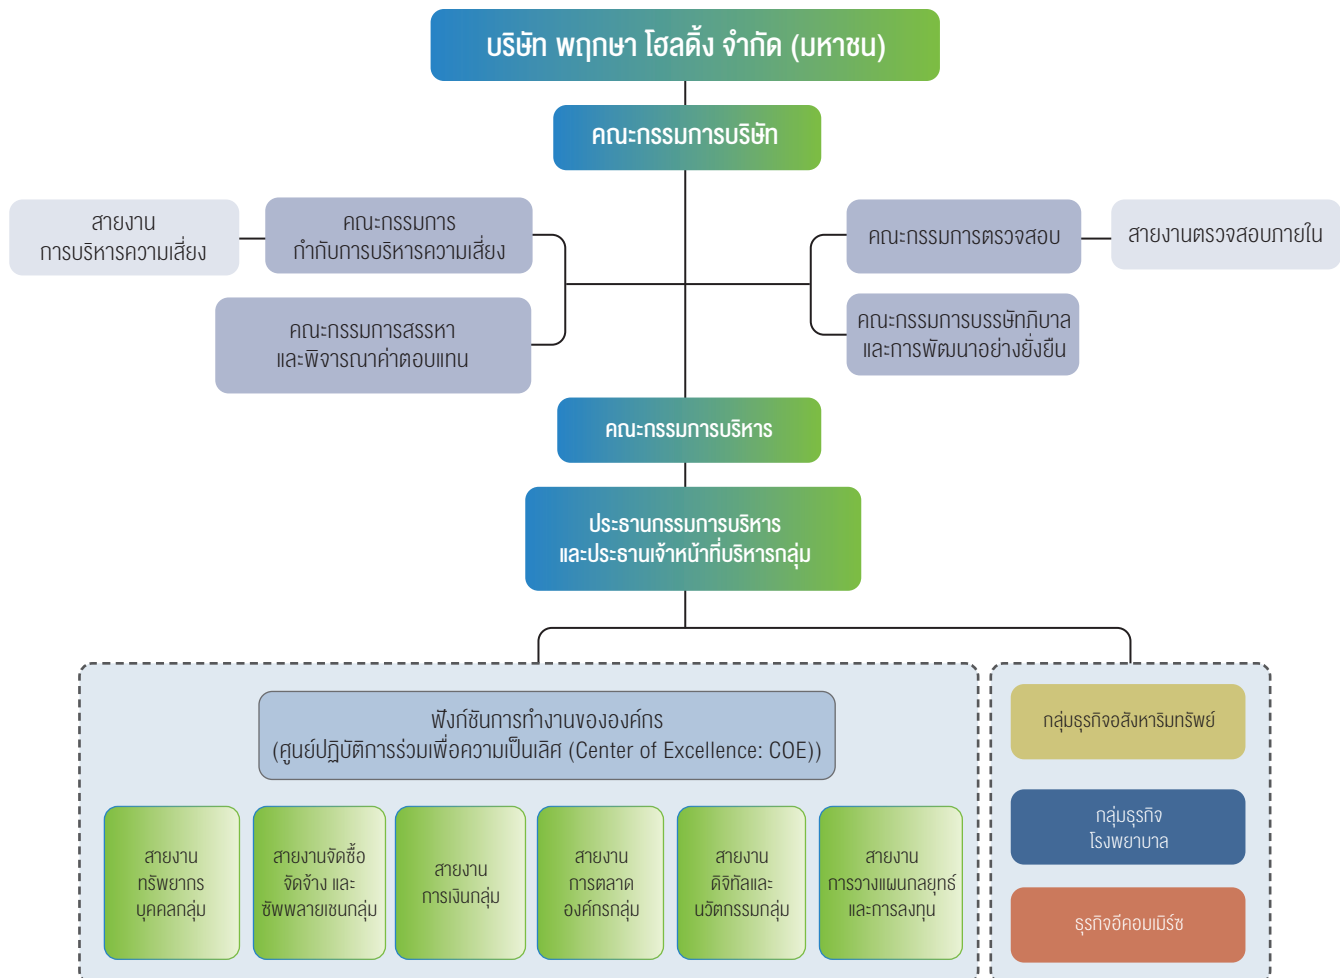 บริษัท พฤกษา โฮลดิ้ง จำกัด (มหาชน)
คณะกรรมการบริษัท
สายงาน
การบริหารความเสี่ยง
คณะกรรมการ
กำกับการบริหารความเสี่ยง
คณะกรรมการตรวจสอบ
สายงานตรวจสอบภายใน
คณะกรรมการสรรหา
และพิจารณาค่าตอบแทน
คณะกรรมการบรรษัทภิบาล
และการพัฒนาอย่างยั่งยืน
คณะกรรมการบริหาร
ประธานกรรมการบริหาร
และประธานเจ้าหน้าที่บริหารกลุ่ม
ฟังก์ชันการทำงานขององค์กร
(ศูนย์ปฏิบัติการร่วมเพื่อความเป็นเลิศ (Center of Excellence: COE))
สายงาน
ทรัพยากร
บุคคลกลุ่ม
สายงานจัดซื้อ
จัดจ้าง และ
ซัพพลายเชนกลุ่ม
สายงาน
การเงินกลุ่ม
สายงาน
การตลาด
องค์กรกลุ่ม
สายงาน
ดิจิทัลและ
นวัตกรรมกลุ่ม
สายงาน
การวางแผนกลยุทธ์
และการลงทุน
กลุ่มธุรกิจอสังหาริมทรัพย์
กลุ่มธุรกิจ
โรงพยาบาล
ธุรกิจอีคอมเมิร์ซ